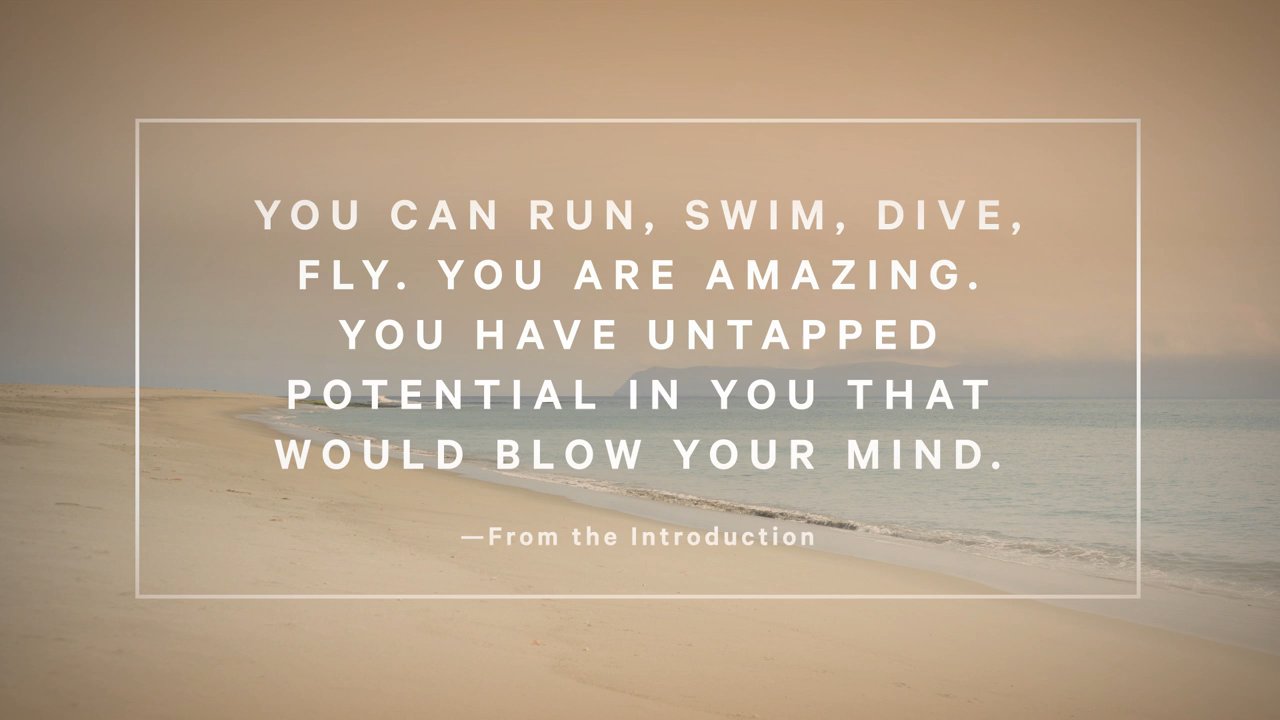 YOU CAN RUN, SWIM, DIVE,
FLY. YOU ARE AMAZING.
YOU HAVE UNTAPPED
POTENTIAL IN YOU THAT
WOULD BLOW YOUR MIND.
—From the Introduction